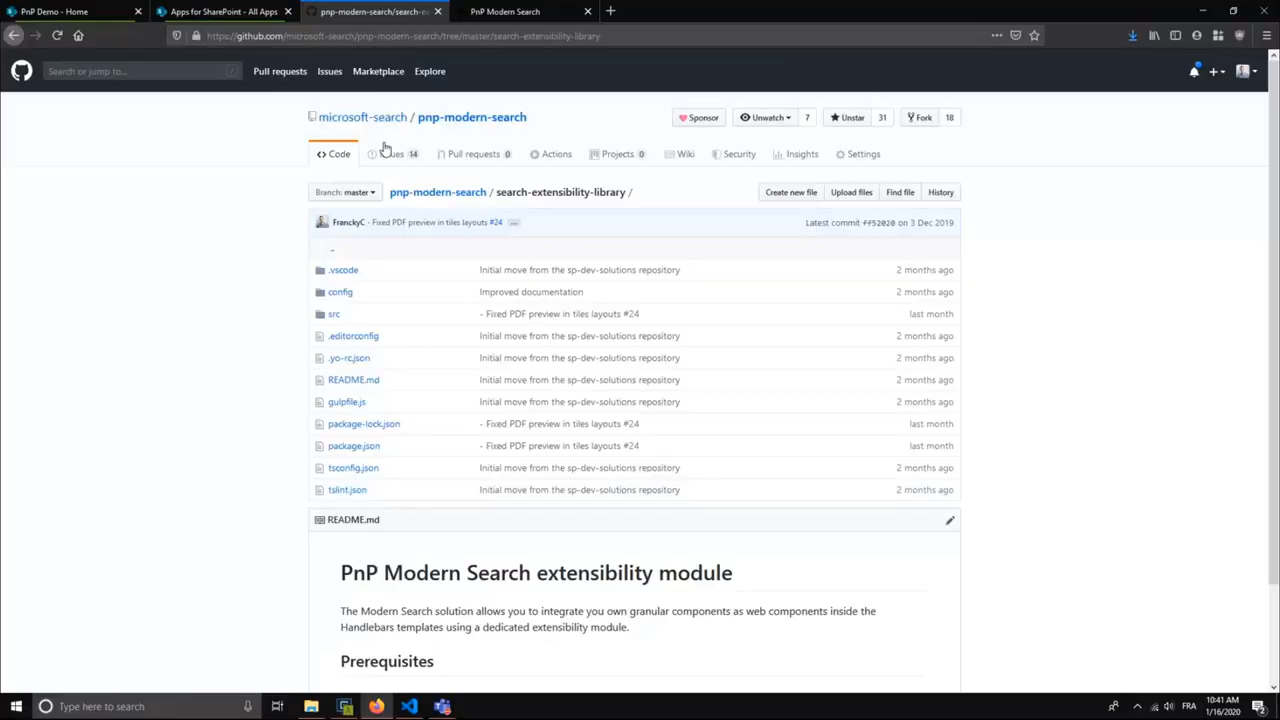 PnP Demo - Home
Apps for SharePoint - All Apps
pnp-modern-search/search-e
PnP Modern Search
https://github.com/microsoft-search/pnp-modern-search/tree/master/search-extensibility-library
Search or jump to...
/
Pull requests
Issues
Marketplace
Explore
microsoft-search / pnp-modern-search
Sponsor
Unwatch 7
Unstar 31
Fork 18
Code
ues 14
Pull requests 0
Actions
Projects 0
Wiki
Security
Insights
Settings
Branch: master
pnp-modern-search / search-extensibility-library /
Create new file
Upload files
Find file
History
FranckyC - Fixed PDF preview in tiles layouts #24 ...
Latest commit ff52020 on 3 Dec 2019
..
.vscode Initial move from the sp-dev-solutions repository 2 months ago
config Improved documentation 2 months ago
src - Fixed PDF preview in tiles layouts #24 last month
.editorconfig Initial move from the sp-dev-solutions repository 2 months ago
.yo-rc.json Initial move from the sp-dev-solutions repository 2 months ago
README.md Initial move from the sp-dev-solutions repository 2 months ago
gulpfile.js Initial move from the sp-dev-solutions repository 2 months ago
package-lock.json - Fixed PDF preview in tiles layouts #24 last month
package.json - Fixed PDF preview in tiles layouts #24 last month
tsconfig.json Initial move from the sp-dev-solutions repository 2 months ago
tslint.json Initial move from the sp-dev-solutions repository 2 months ago
README.md
PnP Modern Search extensibility module
The Modern Search solution allows you to integrate you own granular components as web components inside the
Handlebars templates using a dedicated extensibility module.
Prerequisites
Type here to search
FRA
10:41 AM
1/16/2020
2